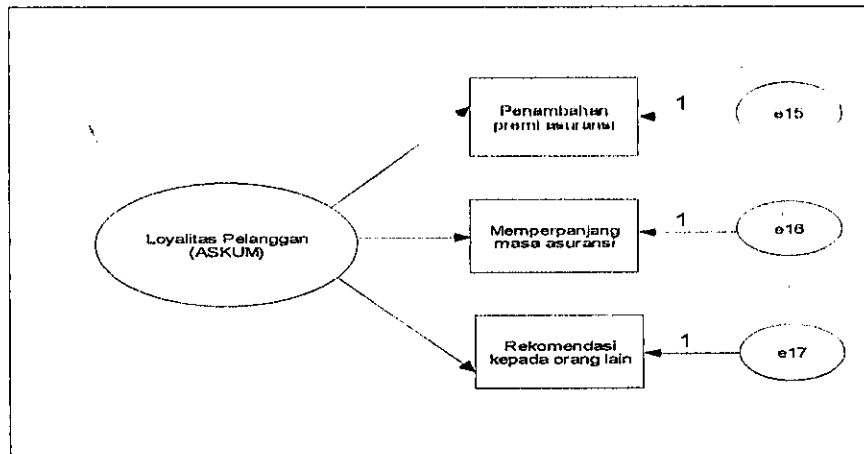 Penambahan
premi asuransi
1
e15
Loyalitas Pelanggan
(ASKUM)
Memperpanjang
masa asuransi
1
e16
Rekomendasi
kepada orang lain
1
e17